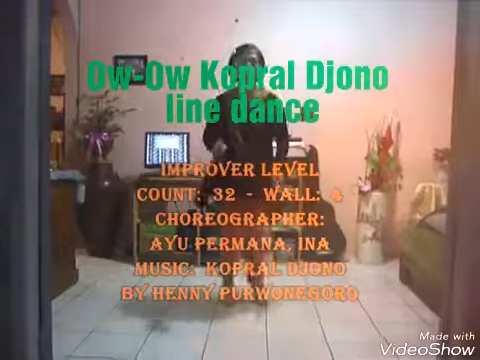 Ow-Ow Kopral Djono
line dance
IMPROVER LEVEL
COUNT: 32 - WALL: 4
CHOREOGRAPHER:
AYU PERMANA, INA
MUSIC: KOPRAL DJONO
BY HENNY PURWONEGORO
Made with
VideoShow